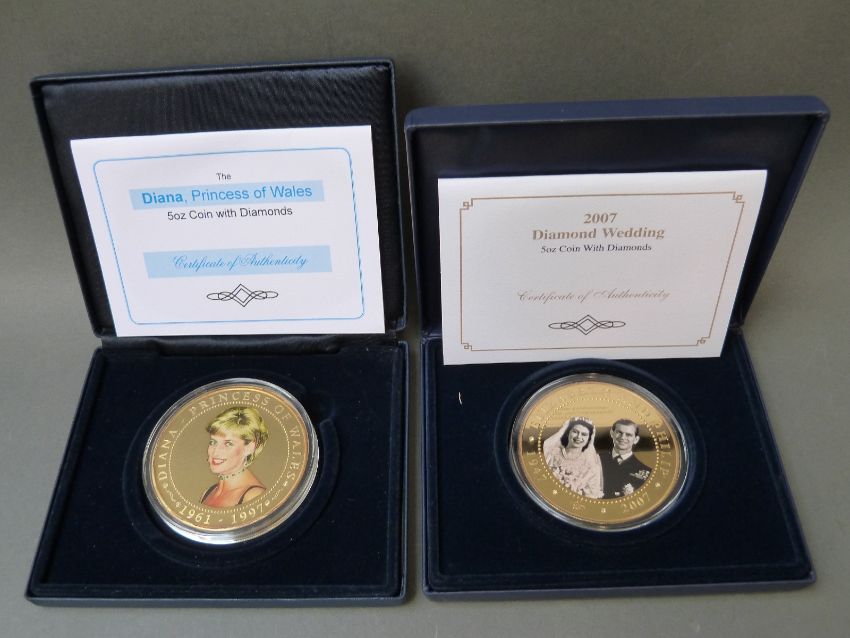 The
Diana, Princess of Wales
5oz Coin with Diamonds
Certificate of Authenticity
DIANA PRINCESS OF WALES
1961 - 1997
2007
Diamond Wedding
5oz Coin With Diamonds
Certificate of Authenticity
PHILIP
2007